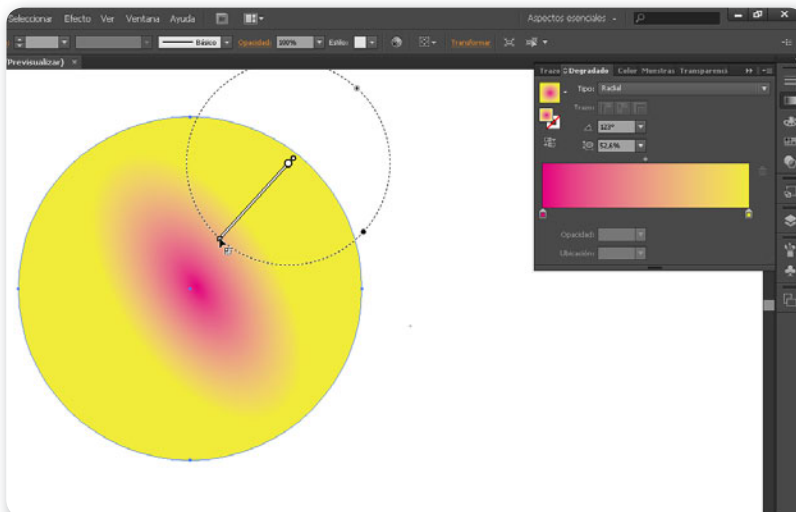 Seleccionar Efecto Ver Ventana Ayuda Aspectos esenciales
Básico Opacidad: 100% Estilo: Transformar
Previsualizar) ×
Trazo Degradado Color Muestras Transparenci
Tipo: Radial
Trazo:
123°
52,6%
Opacidad:
Ubicación: